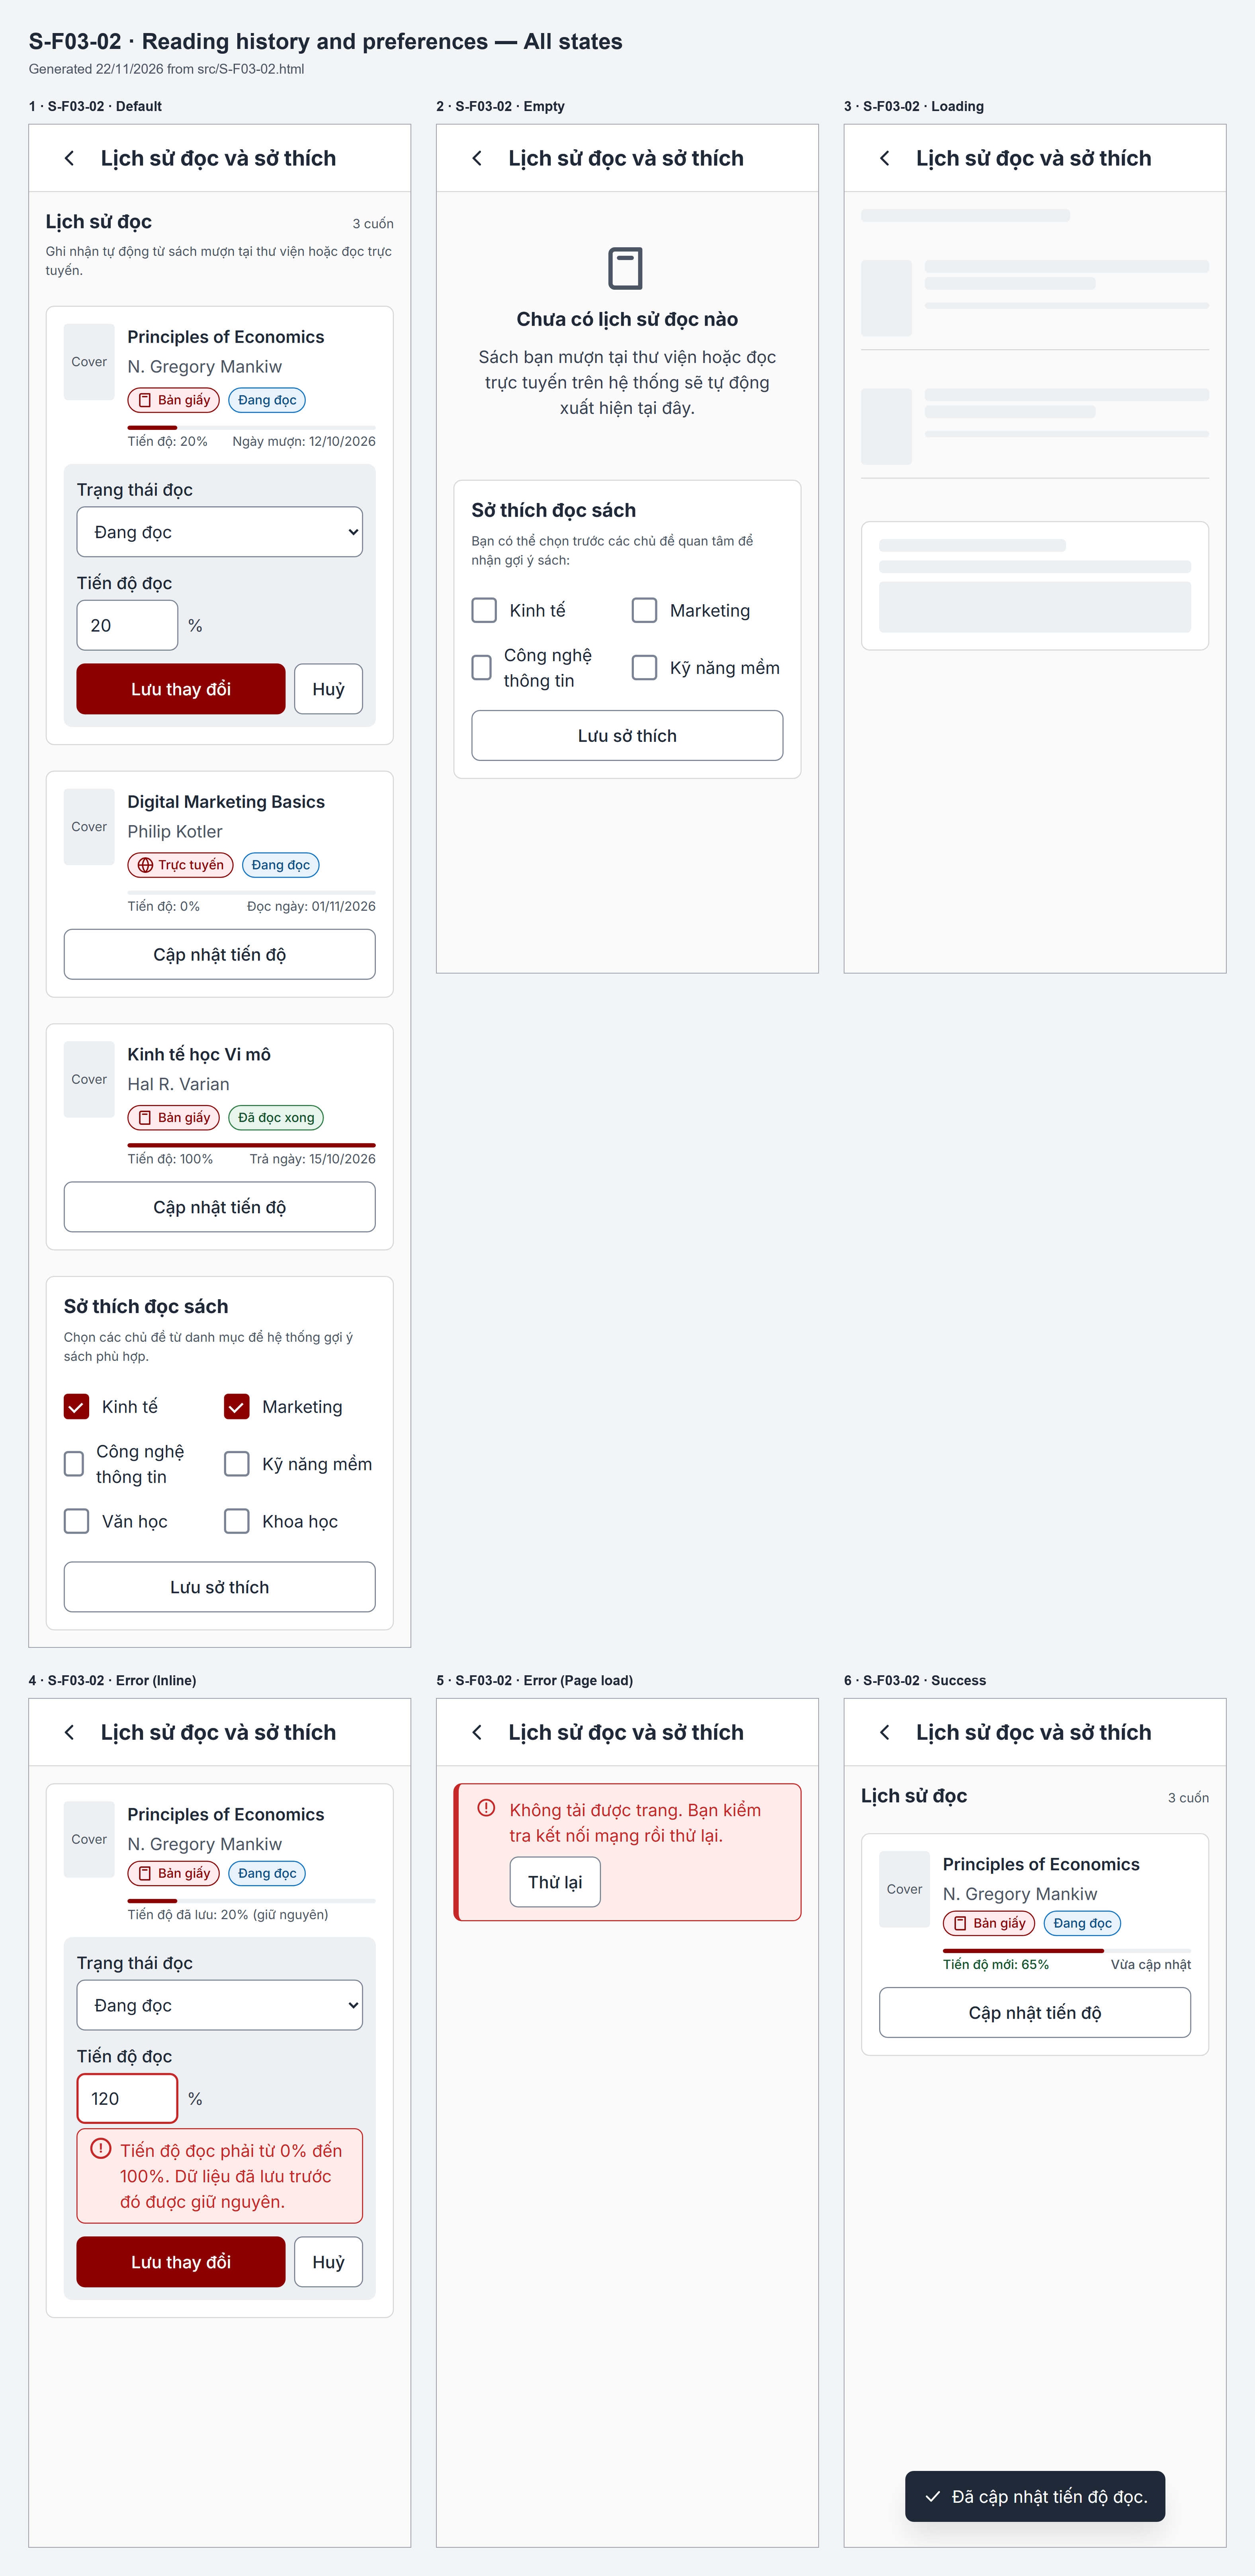 S-F03-02 · Reading history and preferences — All states
Generated 22/11/2026 from src/S-F03-02.html
1 · S-F03-02 · Default
Lịch sử đọc và sở thích
Lịch sử đọc
3 cuốn
Ghi nhận tự động từ sách mượn tại thư viện hoặc đọc trực
tuyến.
Cover
Principles of Economics
N. Gregory Mankiw
Bản giấy
Đang đọc
Tiến độ: 20%
Ngày mượn: 12/10/2026
Trạng thái đọc
Đang đọc
Tiến độ đọc
20
%
Lưu thay đổi
Huỷ
Cover
Digital Marketing Basics
Philip Kotler
Trực tuyến
Đang đọc
Tiến độ: 0%
Đọc ngày: 01/11/2026
Cập nhật tiến độ
Cover
Kinh tế học Vi mô
Hal R. Varian
Bản giấy
Đã đọc xong
Tiến độ: 100%
Trả ngày: 15/10/2026
Cập nhật tiến độ
Sở thích đọc sách
Chọn các chủ đề từ danh mục để hệ thống gợi ý
sách phù hợp.
Kinh tế
Marketing
Công nghệ
thông tin
Kỹ năng mềm
Văn học
Khoa học
Lưu sở thích
2 · S-F03-02 · Empty
Lịch sử đọc và sở thích
Chưa có lịch sử đọc nào
Sách bạn mượn tại thư viện hoặc đọc
trực tuyến trên hệ thống sẽ tự động
xuất hiện tại đây.
Sở thích đọc sách
Bạn có thể chọn trước các chủ đề quan tâm để
nhận gợi ý sách:
Kinh tế
Marketing
Công nghệ
thông tin
Kỹ năng mềm
Lưu sở thích
3 · S-F03-02 · Loading
Lịch sử đọc và sở thích
4 · S-F03-02 · Error (Inline)
Lịch sử đọc và sở thích
Cover
Principles of Economics
N. Gregory Mankiw
Bản giấy
Đang đọc
Tiến độ đã lưu: 20% (giữ nguyên)
Trạng thái đọc
Đang đọc
Tiến độ đọc
120
%
Tiến độ đọc phải từ 0% đến
100%. Dữ liệu đã lưu trước
đó được giữ nguyên.
Lưu thay đổi
Huỷ
5 · S-F03-02 · Error (Page load)
Lịch sử đọc và sở thích
Không tải được trang. Bạn kiểm
tra kết nối mạng rồi thử lại.
Thử lại
6 · S-F03-02 · Success
Lịch sử đọc và sở thích
Lịch sử đọc
3 cuốn
Cover
Principles of Economics
N. Gregory Mankiw
Bản giấy
Đang đọc
Tiến độ mới: 65%
Vừa cập nhật
Cập nhật tiến độ
Đã cập nhật tiến độ đọc.